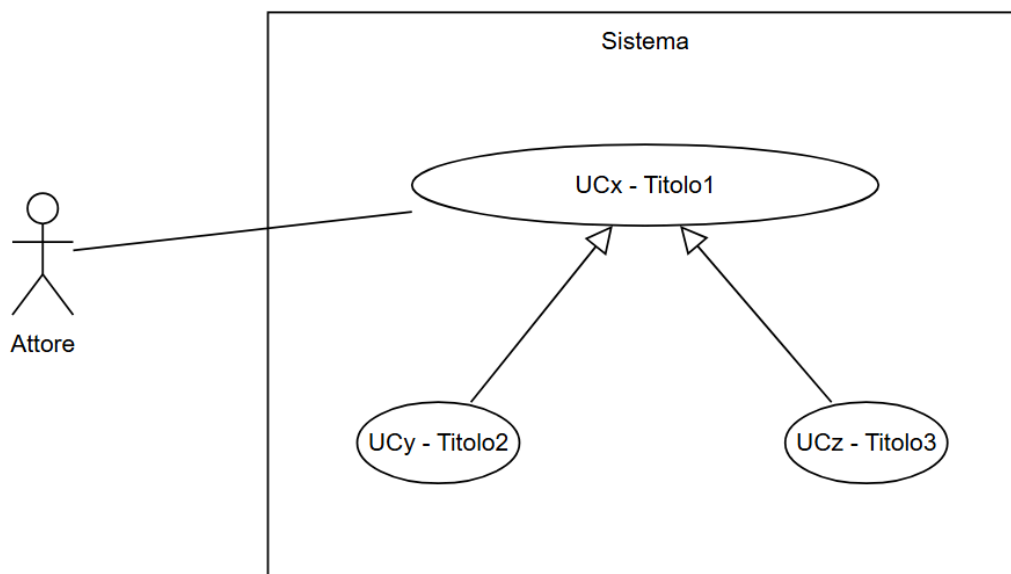 Sistema
UCx - Titolo1
Attore
UCy - Titolo2
UCz - Titolo3